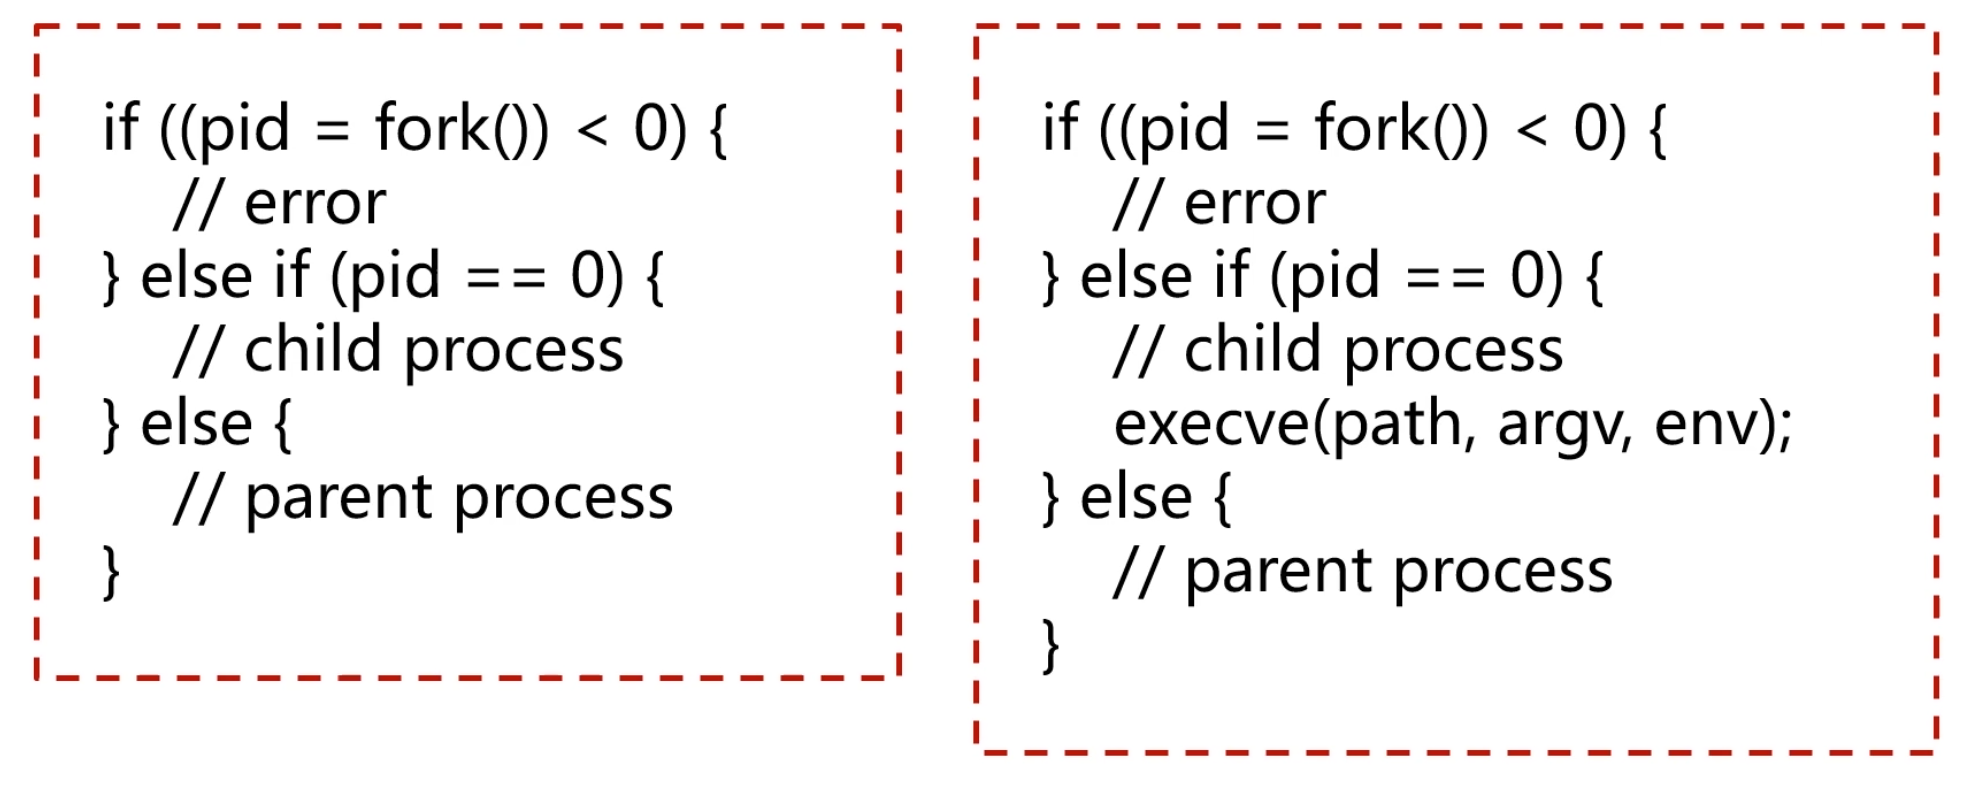 if ((pid = fork()) < 0) {
    // error
} else if (pid == 0) {
    // child process
} else {
    // parent process
}
if ((pid = fork()) < 0) {
    // error
} else if (pid == 0) {
    // child process
    execve(path, argv, env);
} else {
    // parent process
}